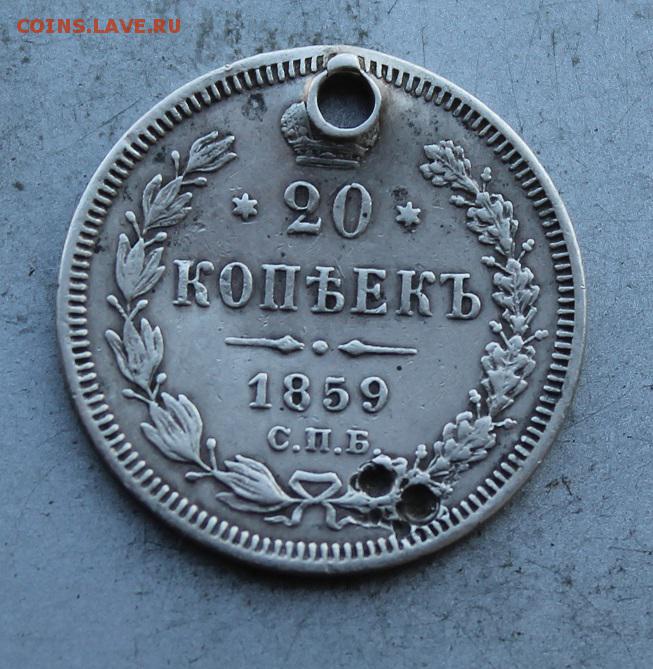 COINS.LAVE.RU
* 20 *
КОПѢЕКЪ
1859
С.П.Б.